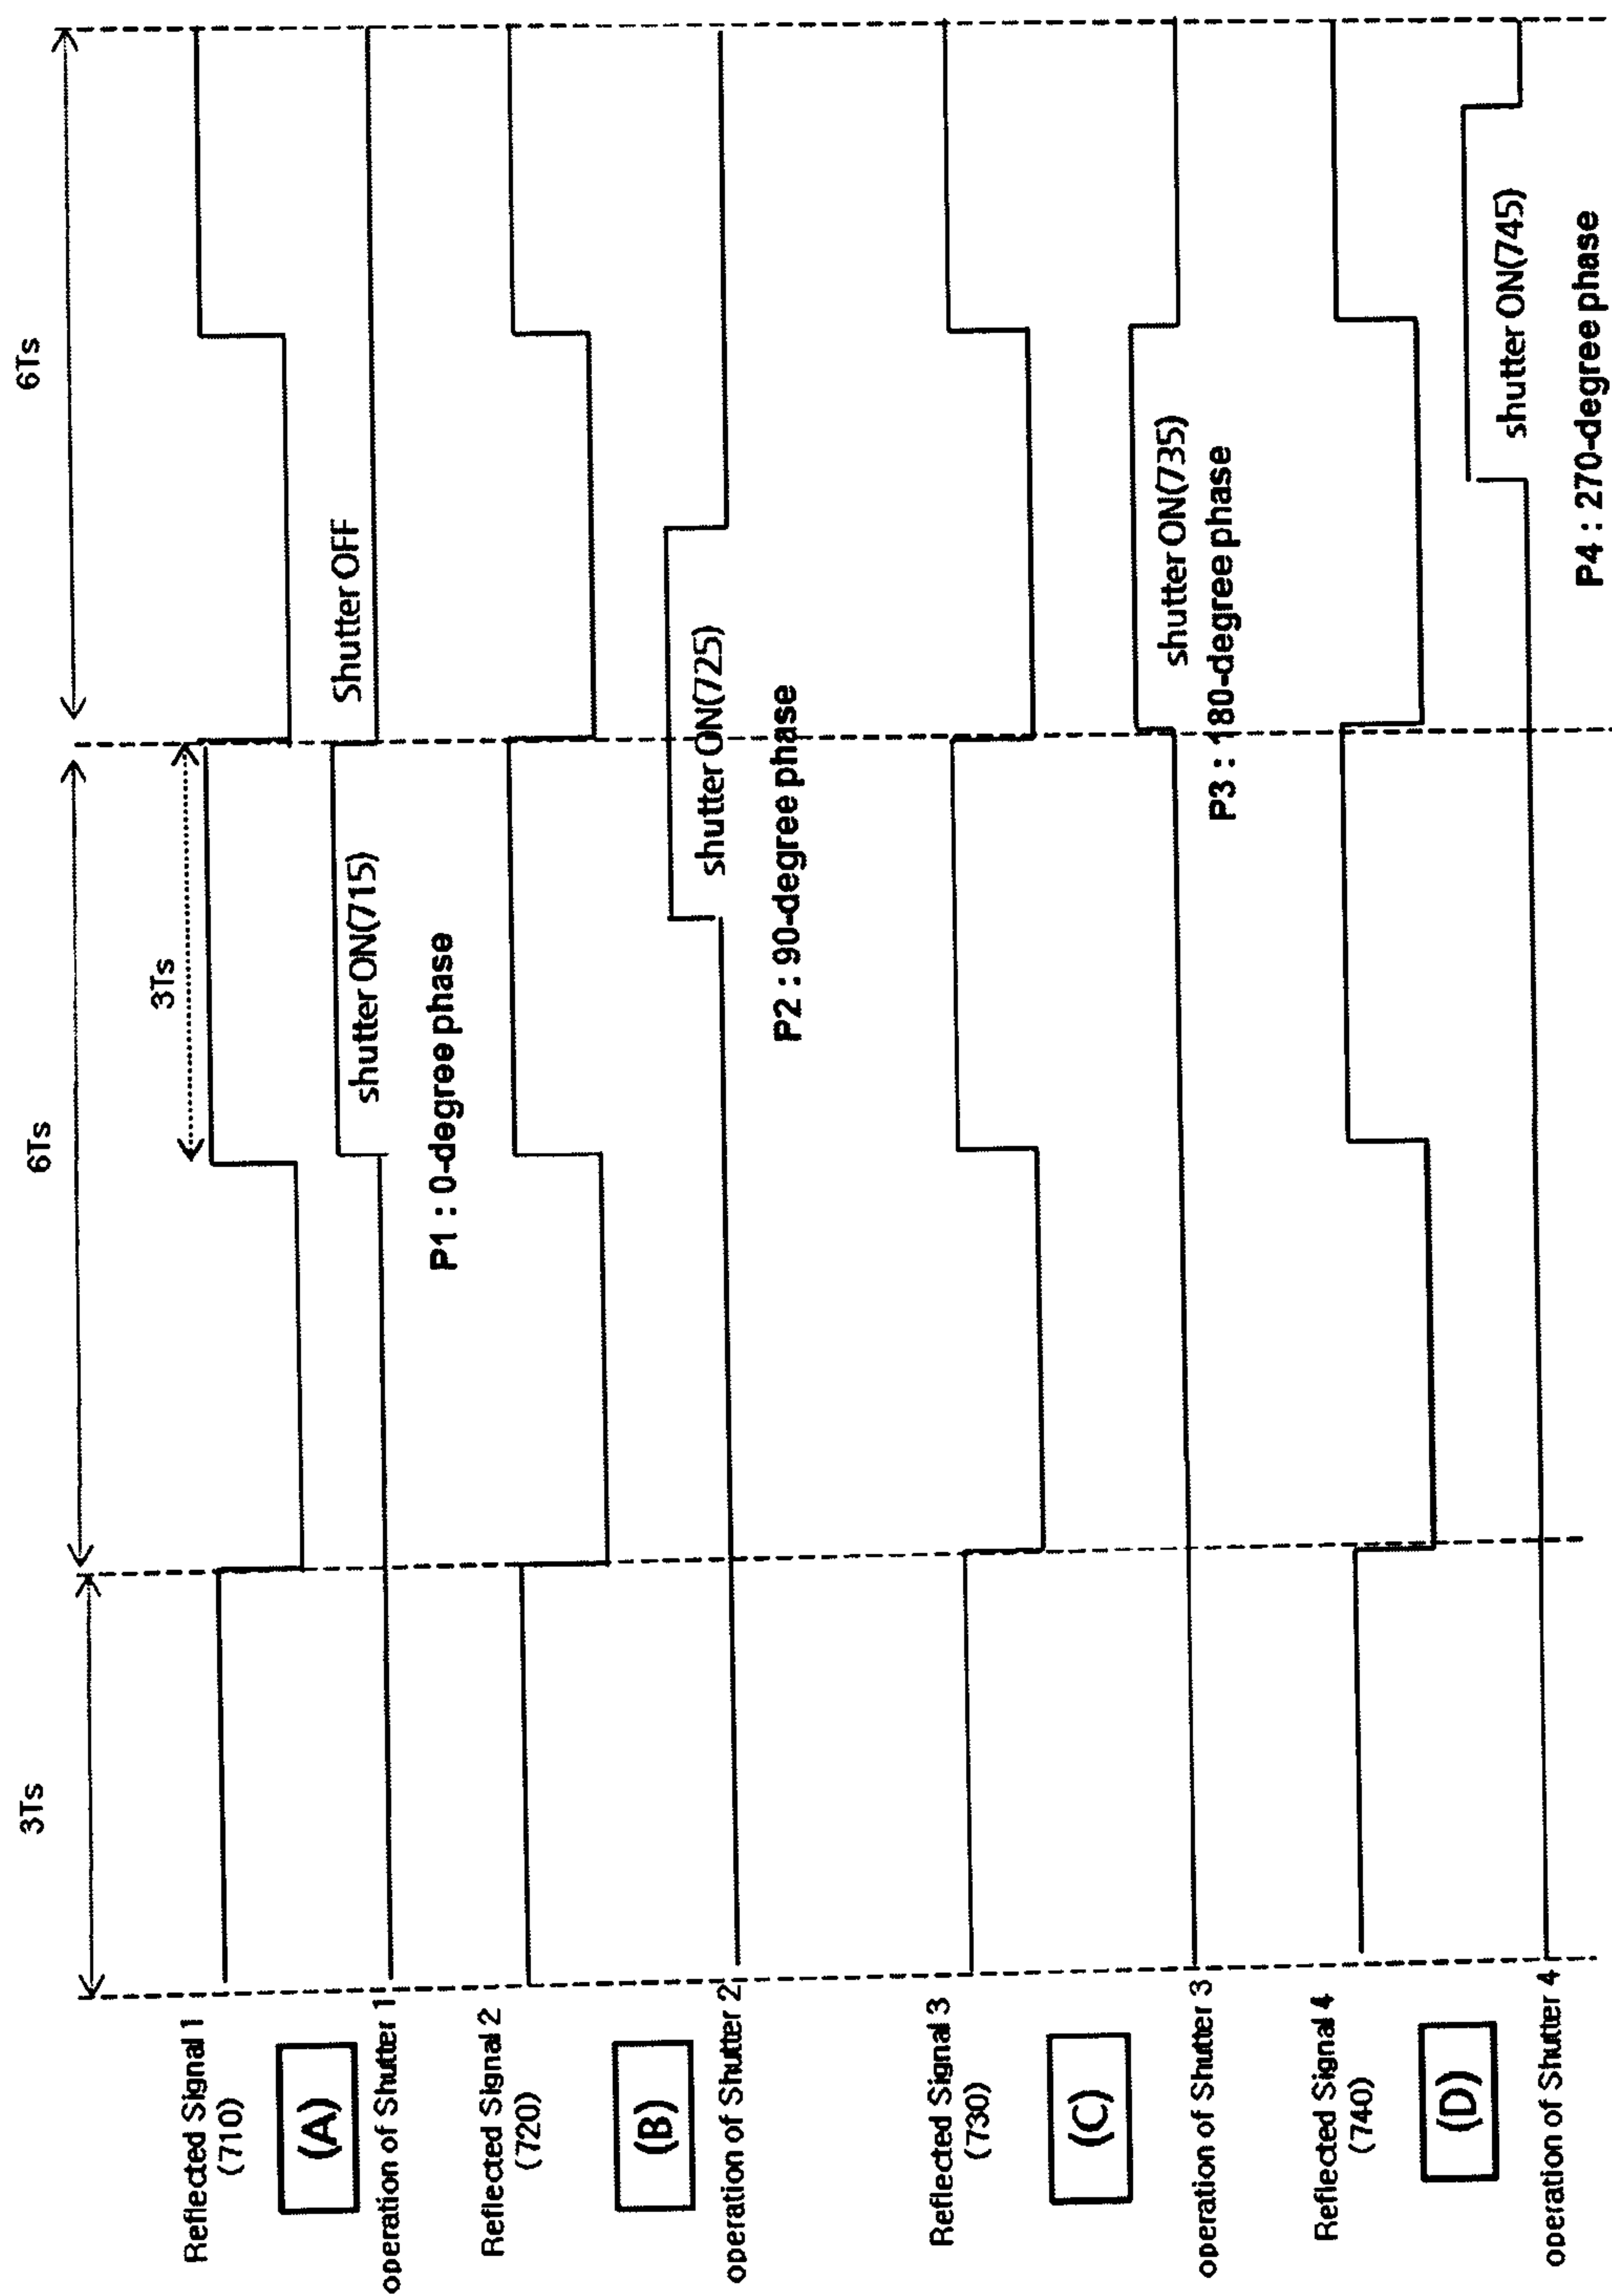 3Ts
6Ts
6Ts
3Ts
Reflected Signal 1
(710)
(A)
operation of Shutter 1
shutter ON(715)
Shutter OFF
P1 : 0-degree phase
Reflected Signal 2
(720)
(B)
operation of Shutter 2
shutter ON(725)
P2 : 90-degree phase
Reflected Signal 3
(730)
(C)
operation of Shutter 3
shutter ON(735)
P3 : 180-degree phase
Reflected Signal 4
(740)
(D)
operation of Shutter 4
shutter ON(745)
P4 : 270-degree phase